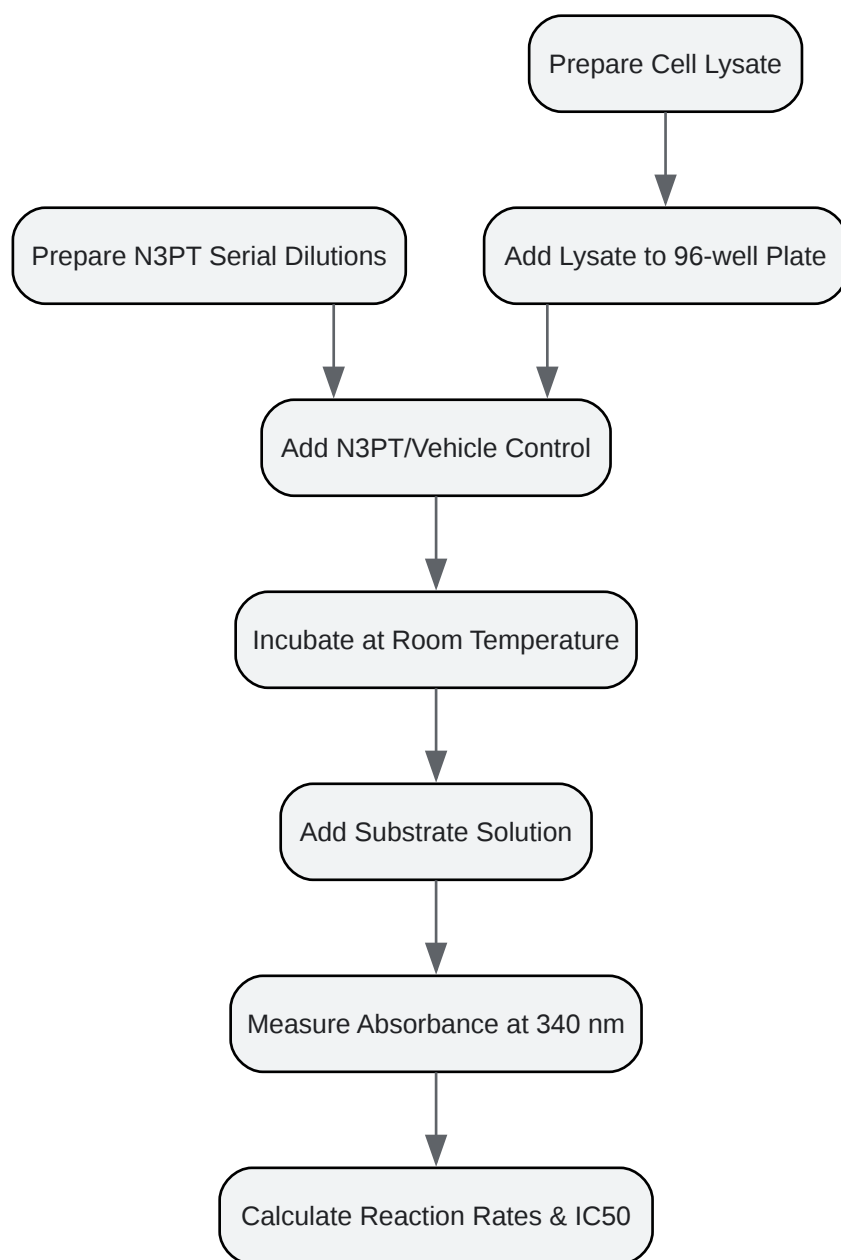 Prepare Cell Lysate
Prepare N3PT Serial Dilutions
Add Lysate to 96-well Plate
Add N3PT/Vehicle Control
Incubate at Room Temperature
Add Substrate Solution
Measure Absorbance at 340 nm
Calculate Reaction Rates & IC50